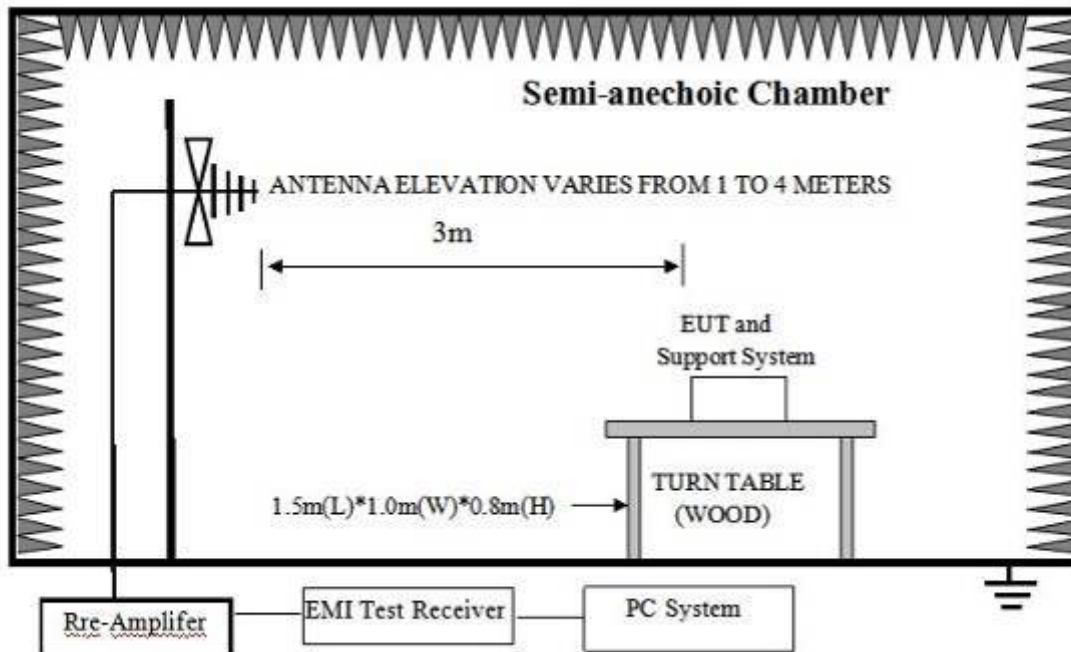 Semi-anechoic Chamber
ANTENNA ELEVATION VARIES FROM 1 TO 4 METERS
3m
EUT and
Support System
1.5m(L)*1.0m(W)*0.8m(H)
TURN TABLE
(WOOD)
Rre-Amplifer
EMI Test Receiver
PC System